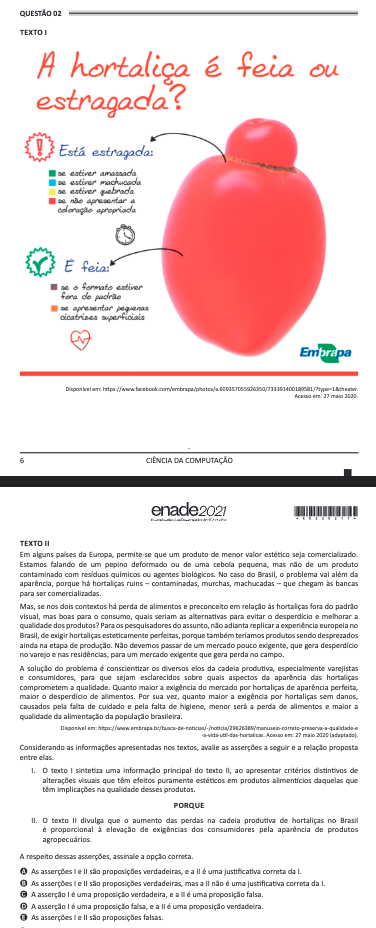 QUESTÃO 02
TEXTO I
A hortaliça é feia ou
estragada?
Está estragada:
se estiver amassada
se estiver machucada
se estiver quebrada
se não apresentar a
coloração apropriada
É feia:
se o formato estiver
fora do padrão
se apresentar pequenas
cicatrizes superficiais
Embrapa
Disponível em: https://www.facebook.com/embrapa/photos/a.609357055926350/733391400189581/?type=1&theater.
Acesso em: 27 maio 2020.
6
CIÊNCIA DA COMPUTAÇÃO
enade2021
TEXTO II
Em alguns países da Europa, permite-se que um produto de menor valor estético seja comercializado.
Estamos falando de um pepino deformado ou de uma cebola pequena, mas não de um produto
contaminado com resíduos químicos ou agentes biológicos. No caso do Brasil, o problema vai além da
aparência, porque há hortaliças ruins – contaminadas, murchas, machucadas – que chegam às bancas
para ser comercializadas.
Mas, se nos dois contextos há perda de alimentos e preconceito em relação às hortaliças fora do padrão
visual, mas boas para o consumo, quais seriam as alternativas para evitar o desperdício e melhorar a
qualidade dos produtos? Para os pesquisadores do assunto, não adianta replicar a experiência europeia no
Brasil, de exigir hortaliças esteticamente perfeitas, porque também teríamos produtos sendo desprezados
ainda na etapa de produção. Não devemos passar de um mercado pouco exigente, que gera desperdício
no varejo e nas residências, para um mercado exigente que gera perda no campo.
A solução do problema é conscientizar os diversos elos da cadeia produtiva, especialmente varejistas
e consumidores, para que sejam esclarecidos sobre quais aspectos da aparência das hortaliças
comprometem a qualidade. Quanto maior a exigência do mercado por hortaliças de aparência perfeita,
maior o desperdício de alimentos. Por sua vez, quanto maior a exigência por hortaliças sem danos,
causados pela falta de cuidado e pela falta de higiene, menor será a perda de alimentos e maior a
qualidade da alimentação da população brasileira.
Disponível em: https://www.embrapa.br/busca-de-noticias/-/noticia/29626389/manuseio-correto-preserva-a-qualidade-e
-a-vida-util-das-hortalicas. Acesso em: 27 maio 2020 (adaptado).
Considerando as informações apresentadas nos textos, avalie as asserções a seguir e a relação proposta
entre elas.
I. O texto I sintetiza uma informação principal do texto II, ao apresentar critérios distintivos de
alterações visuais que têm efeitos puramente estéticos em produtos alimentícios daquelas que
têm implicações na qualidade desses produtos.
PORQUE
II. O texto II divulga que o aumento das perdas na cadeia produtiva de hortaliças no Brasil
é proporcional à elevação de exigências dos consumidores pela aparência de produtos
agropecuários.
A respeito dessas asserções, assinale a opção correta.
A As asserções I e II são proposições verdadeiras, e a II é uma justificativa correta da I.
B As asserções I e II são proposições verdadeiras, mas a II não é uma justificativa correta da I.
C A asserção I é uma proposição verdadeira, e a II é uma proposição falsa.
D A asserção I é uma proposição falsa, e a II é uma proposição verdadeira.
E As asserções I e II são proposições falsas.